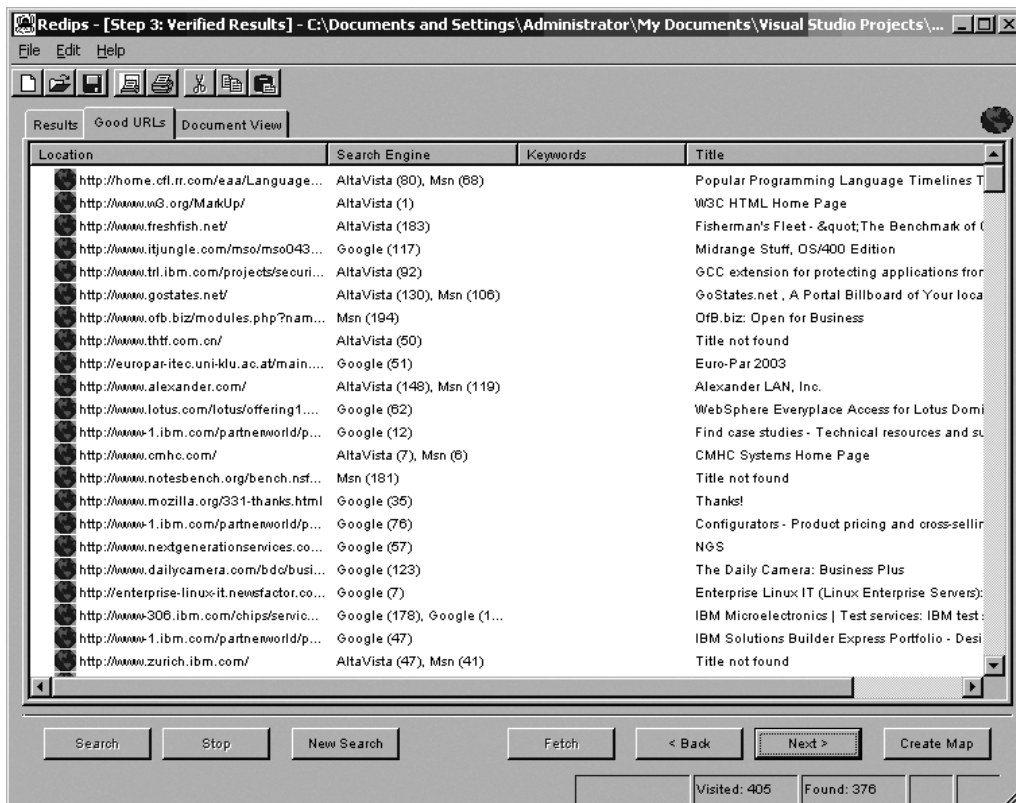 Redips - [Step 3: Verified Results] - C:\Documents and Settings\Administrator\My Documents\Visual Studio Projects\...
File Edit Help
Results Good URLs Document View
Location Search Engine Keywords Title
http://home.cfl.rr.com/eaa/Language... AltaVista (80), Msn (68) Popular Programming Language Timelines T
http://www.w3.org/MarkUp/ AltaVista (1) W3C HTML Home Page
http://www.freshfish.net/ AltaVista (183) Fisherman's Fleet - &quot;The Benchmark of
http://www.itjungle.com/mso/mso043... Google (117) Midrange Stuff, OS/400 Edition
http://www.trl.ibm.com/projects/securi... AltaVista (92) GCC extension for protecting applications from
http://www.gostates.net/ AltaVista (130), Msn (106) GoStates.net , A Portal Billboard of Your loca
http://www.ofb.biz/modules.php?nam... Msn (194) OfB.biz: Open for Business
http://www.thtf.com.cn/ AltaVista (50) Title not found
http://europar-itec.uni-klu.ac.at/main.... Google (51) Euro-Par 2003
http://www.alexander.com/ AltaVista (148), Msn (119) Alexander LAN, Inc.
http://www.lotus.com/lotus/offering1.... Google (62) WebSphere Everyplace Access for Lotus Domi
http://www-1.ibm.com/partnerworld/p... Google (12) Find case studies - Technical resources and su
http://www.cmhc.com/ AltaVista (7), Msn (6) CMHC Systems Home Page
http://www.notesbench.org/bench.nsf... Msn (181) Title not found
http://www.mozilla.org/331-thanks.html Google (35) Thanks!
http://www-1.ibm.com/partnerworld/p... Google (76) Configurators - Product pricing and cross-sellin
http://www.nextgenerationservices.co... Google (57) NGS
http://www.dailycamera.com/bdc/busi... Google (123) The Daily Camera: Business Plus
http://enterprise-linux-it.newsfactor.co... Google (7) Enterprise Linux IT (Linux Enterprise Servers):
http://www-306.ibm.com/chips/servic... Google (178), Google (1... IBM Microelectronics | Test services: IBM test
http://www-1.ibm.com/partnerworld/p... Google (47) IBM Solutions Builder Express Portfolio - Desi
http://www.zurich.ibm.com/ AltaVista (47), Msn (41) Title not found
Search Stop New Search Fetch < Back Next > Create Map
Visited: 405 Found: 376